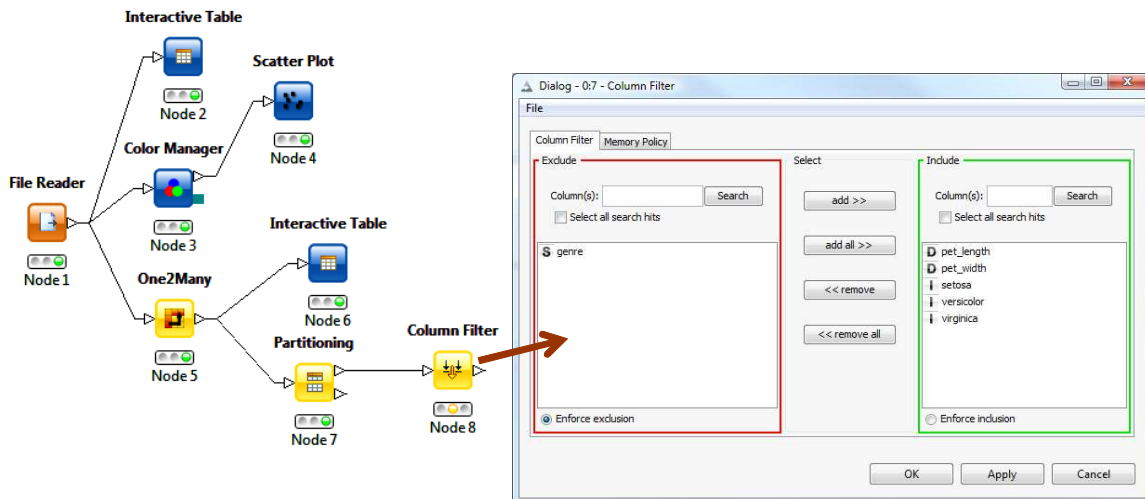 Interactive Table
Node 2
Scatter Plot
Node 4
Color Manager
Node 3
File Reader
Node 1
One2Many
Node 5
Interactive Table
Node 6
Partitioning
Node 7
Column Filter
Node 8
Dialog - 0:7 - Column Filter
File
Column Filter Memory Policy
Exclude
Column(s): Search
Select all search hits
S genre
Enforce exclusion
Select
add >>
add all >>
<< remove
<< remove all
Include
Column(s): Search
Select all search hits
D pet_length
D pet_width
I setosa
I versicolor
I virginica
Enforce inclusion
OK Apply Cancel